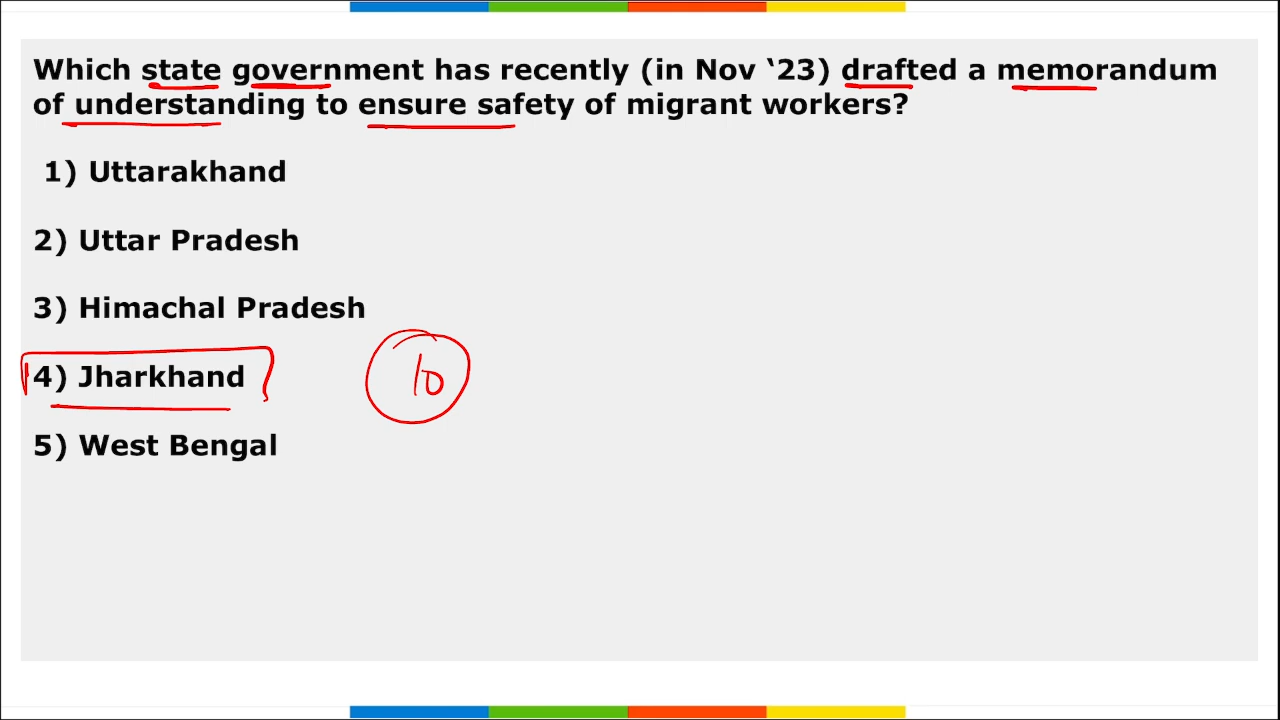 Which state government has recently (in Nov ‘23) drafted a memorandum
of understanding to ensure safety of migrant workers?
1) Uttarakhand
2) Uttar Pradesh
3) Himachal Pradesh
4) Jharkhand
10
5) West Bengal